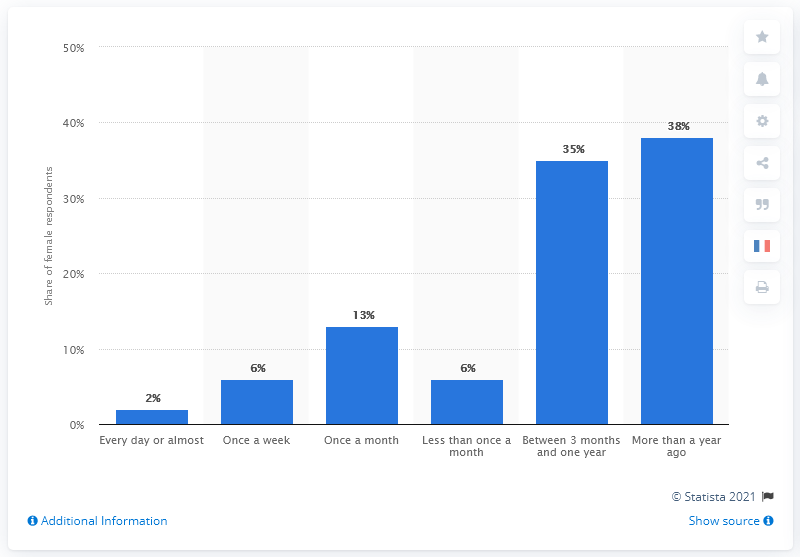 50%
40%
30%
20%
10%
0%
Share of female respondents
2%
6%
13%
6%
35%
38%
Every day or almost
Once a week
Once a month
Less than once a
month
Between 3 months
and one year
More than a year
ago
© Statista 2021
Additional Information
Show source